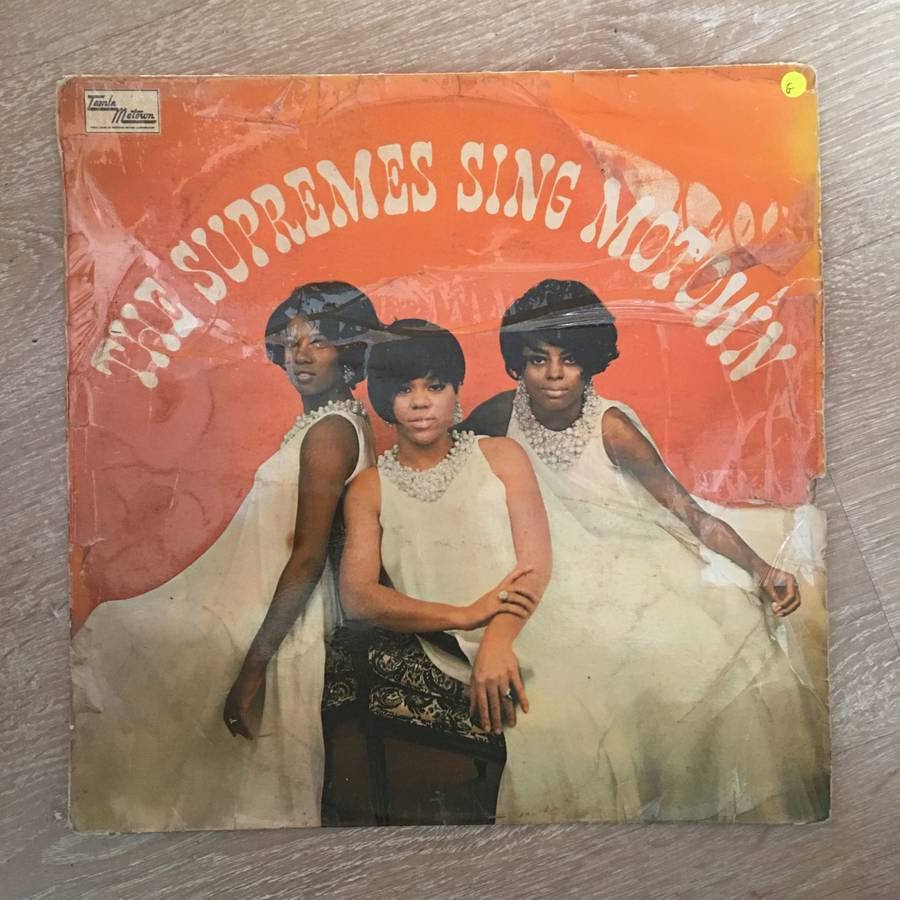 Tamla
Motown
G
THE SUPREMES SING MOTOWN